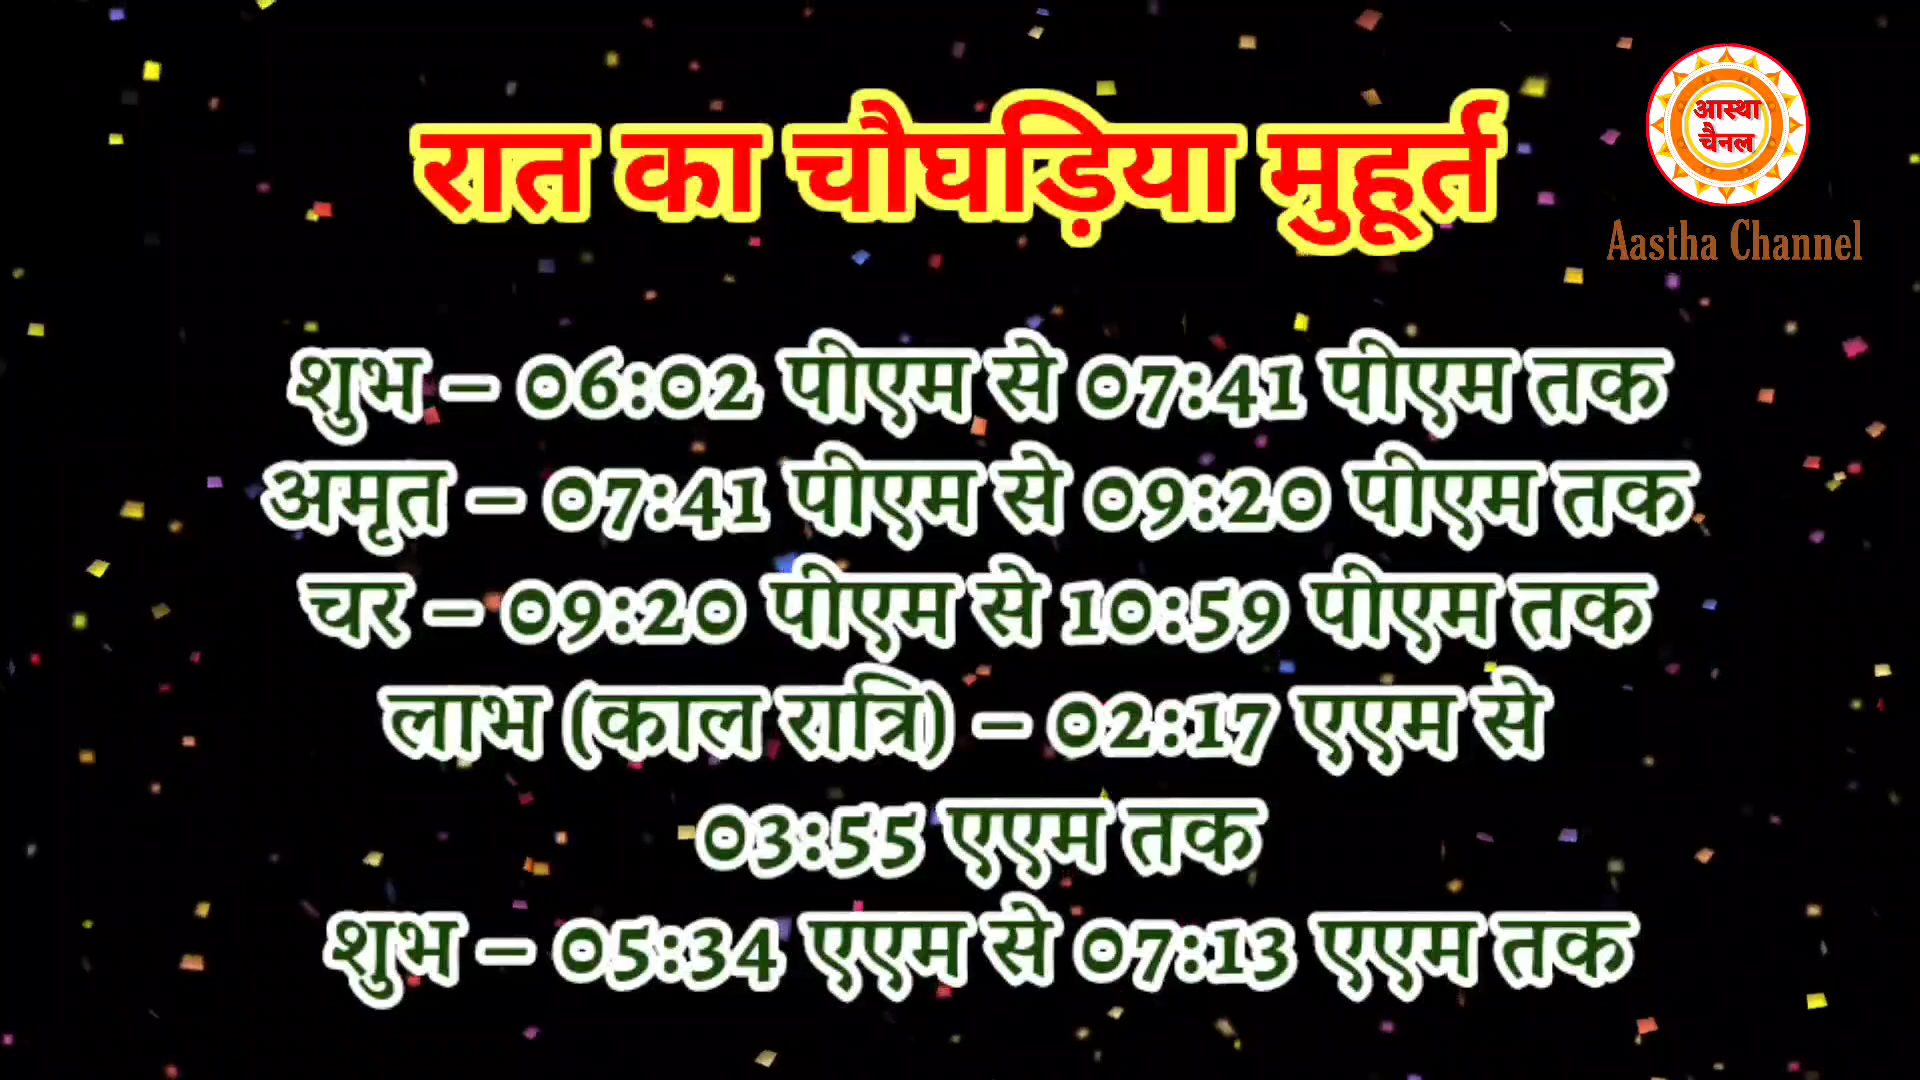 रात का चौघड़िया मुहूर्त
आस्था
चैनल
Aastha Channel
शुभ – 06:02 पीएम से 07:41 पीएम तक
अमृत – 07:41 पीएम से 09:20 पीएम तक
चर – 09:20 पीएम से 10:59 पीएम तक
लाभ (काल रात्रि) – 02:17 एएम से
03:55 एएम तक
शुभ – 05:34 एएम से 07:13 एएम तक